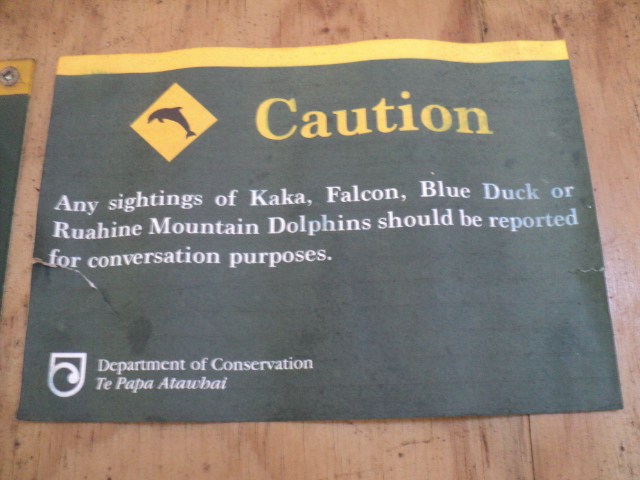 Caution
Any sightings of Kaka, Falcon, Blue Duck or
Ruahine Mountain Dolphins should be reported
for conversation purposes.
Department of Conservation
Te Papa Atawhai